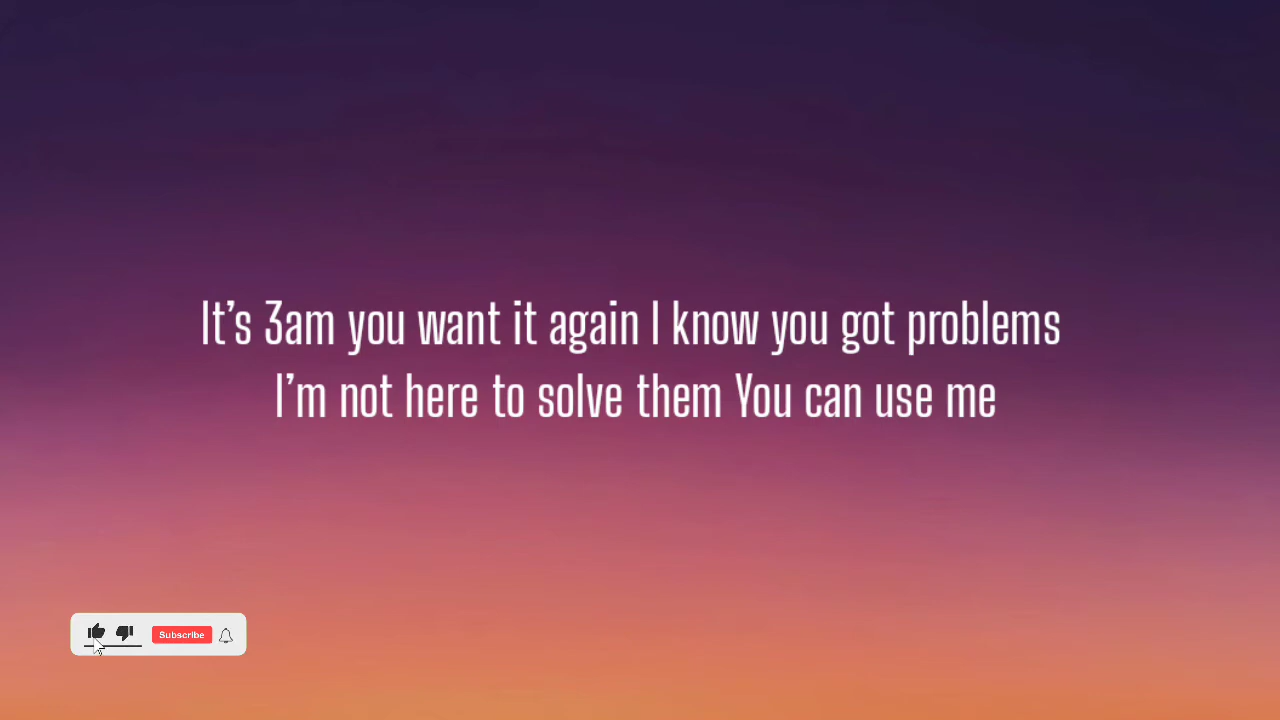 It’s 3am you want it again I know you got problems
I’m not here to solve them You can use me
Subscribe